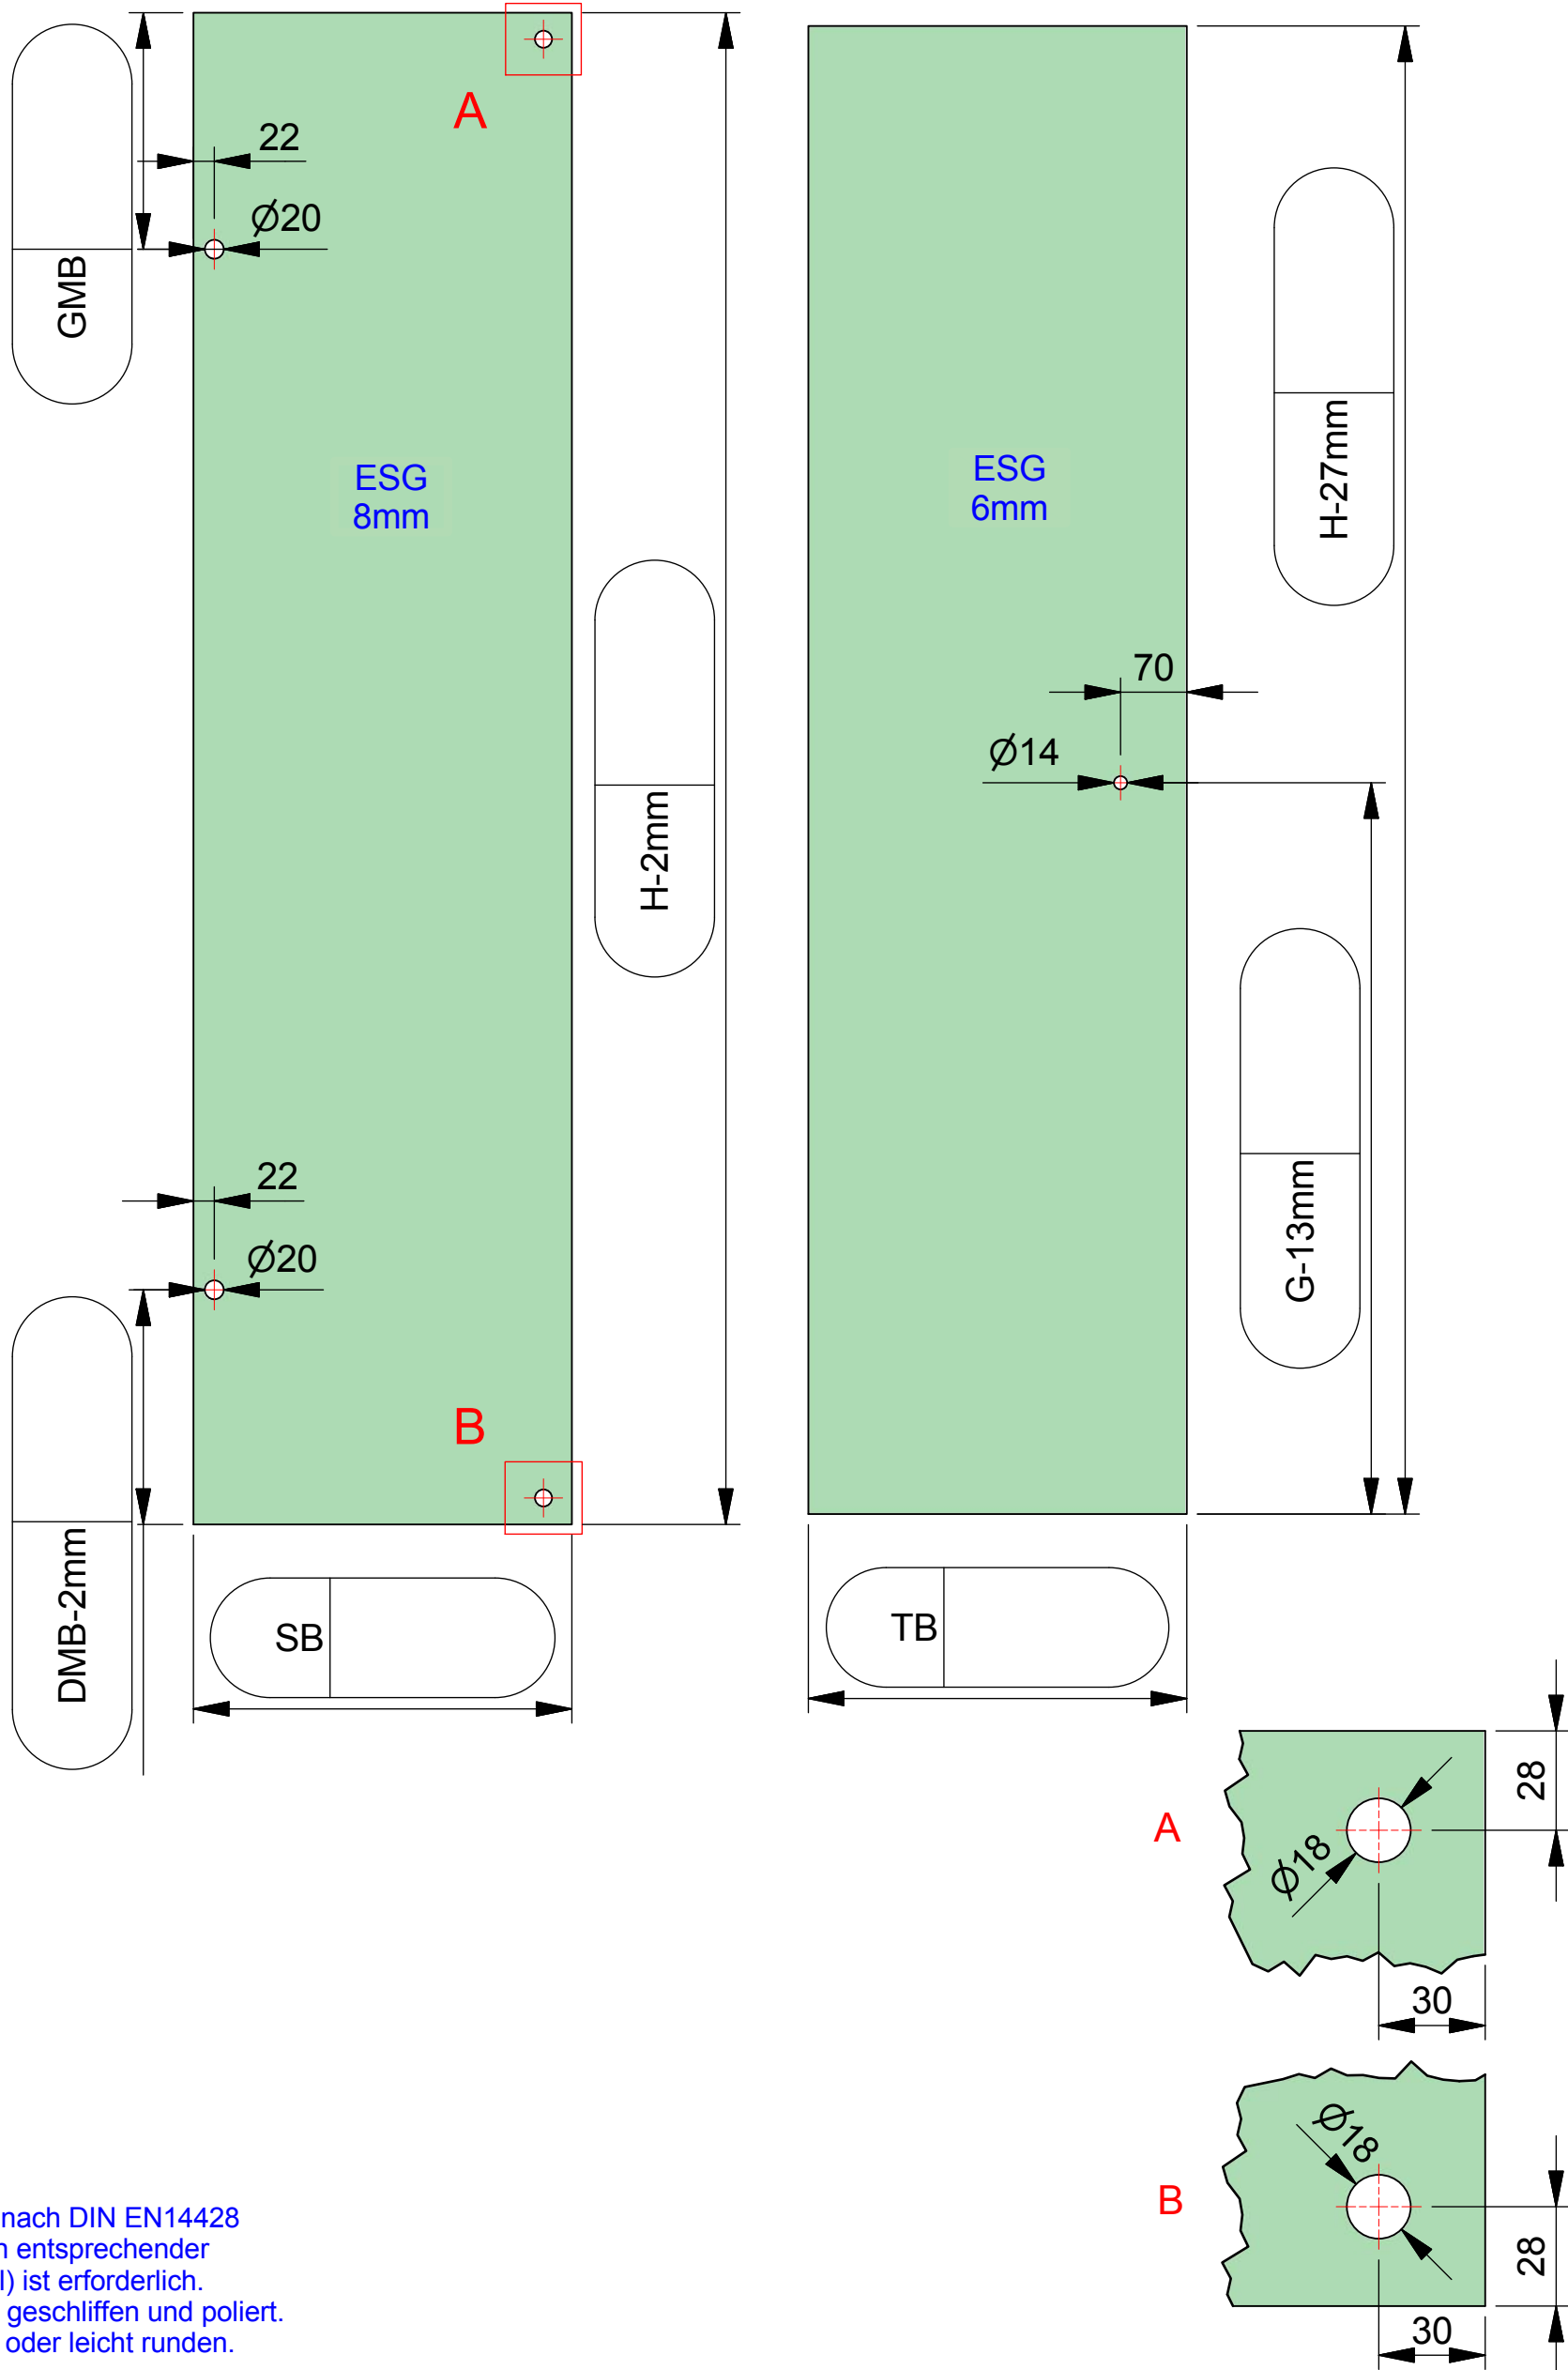 A
22
Ø20
GMB
ESG
8mm
H-2mm
22
Ø20
B
DMB-2mm
SB
ESG
6mm
H-27mm
70
Ø14
G-13mm
TB
A
28
Ø18
30
B
Ø18
28
30
nach DIN EN14428
entsprechender
ist erforderlich.
geschliffen und poliert.
oder leicht runden.